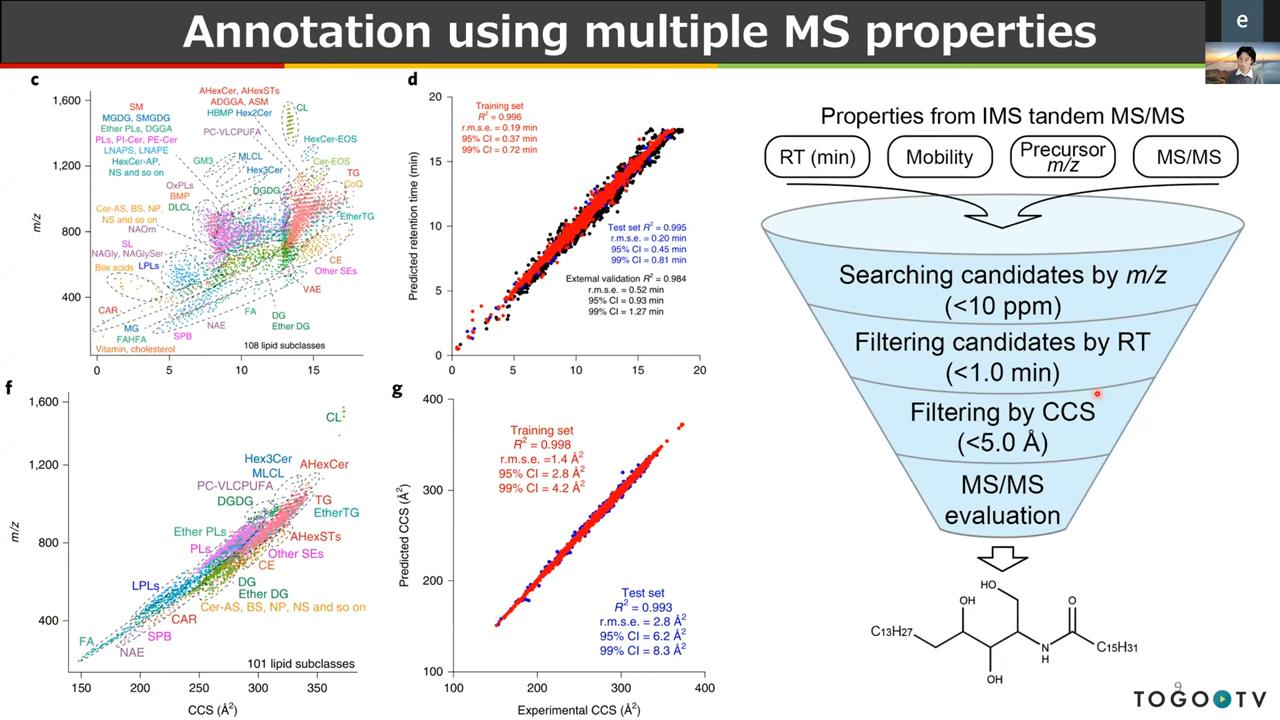 Annotation using multiple MS properties
e
c
1,600
1,200
800
400
m/z
0
5
10
15
SM
MGDG, SMGDG
Ether PLs, DGGA
PLs, PI-Cer, PE-Cer
LNAPS, LNAPE
HexCer-AP,
NS and so on
AHexCer, AHexSTs
ADGGA, ASM
HBMP Hex2Cer
PC-VLCPUFA
CL
HexCer-EOS
GM3
MLCL
Cer-EOS
Hex3Cer
TG
CoQ
OxPLs
BMP
DLCL
DGDG
Cer-AS, BS, NP,
NS and so on
EtherTG
NAOrn
SL
NAGly, NAGlySer
Bile acids
LPLs
CE
Other SEs
VAE
CAR
MG
FAHFA
NAE
FA
DG
Ether DG
SPB
Vitamin, cholesterol
108 lipid subclasses
d
20
15
10
5
0
Predicted retention time (min)
0
5
10
15
20
Training set
R² = 0.996
r.m.s.e. = 0.19 min
95% CI = 0.37 min
99% CI = 0.72 min
Test set R² = 0.995
r.m.s.e. = 0.20 min
95% CI = 0.45 min
99% CI = 0.81 min
External validation R² = 0.984
r.m.s.e. = 0.52 min
95% CI = 0.93 min
99% CI = 1.27 min
f
1,600
1,200
800
400
m/z
150
200
250
300
350
CCS (Å²)
CL
Hex3Cer
MLCL
AHexCer
PC-VLCPUFA
DGDG
TG
EtherTG
Ether PLs
AHexSTs
PLs
Other SEs
CE
LPLs
DG
Ether DG
Cer-AS, BS, NP, NS and so on
CAR
SPB
FA
NAE
101 lipid subclasses
g
400
300
200
100
Predicted CCS (Å²)
100
200
300
400
Experimental CCS (Å²)
Training set
R² = 0.998
r.m.s.e. =1.4 Å²
95% CI = 2.8 Å²
99% CI = 4.2 Å²
Test set
R² = 0.993
r.m.s.e. = 2.8 Å²
95% CI = 6.2 Å²
99% CI = 8.3 Å²
Properties from IMS tandem MS/MS
RT (min)
Mobility
Precursor
m/z
MS/MS
Searching candidates by m/z
(<10 ppm)
Filtering candidates by RT
(<1.0 min)
Filtering by CCS
(<5.0 Å)
MS/MS
evaluation
HO
OH
O
C13H27
N
H
C15H31
OH
9
TOGO TV